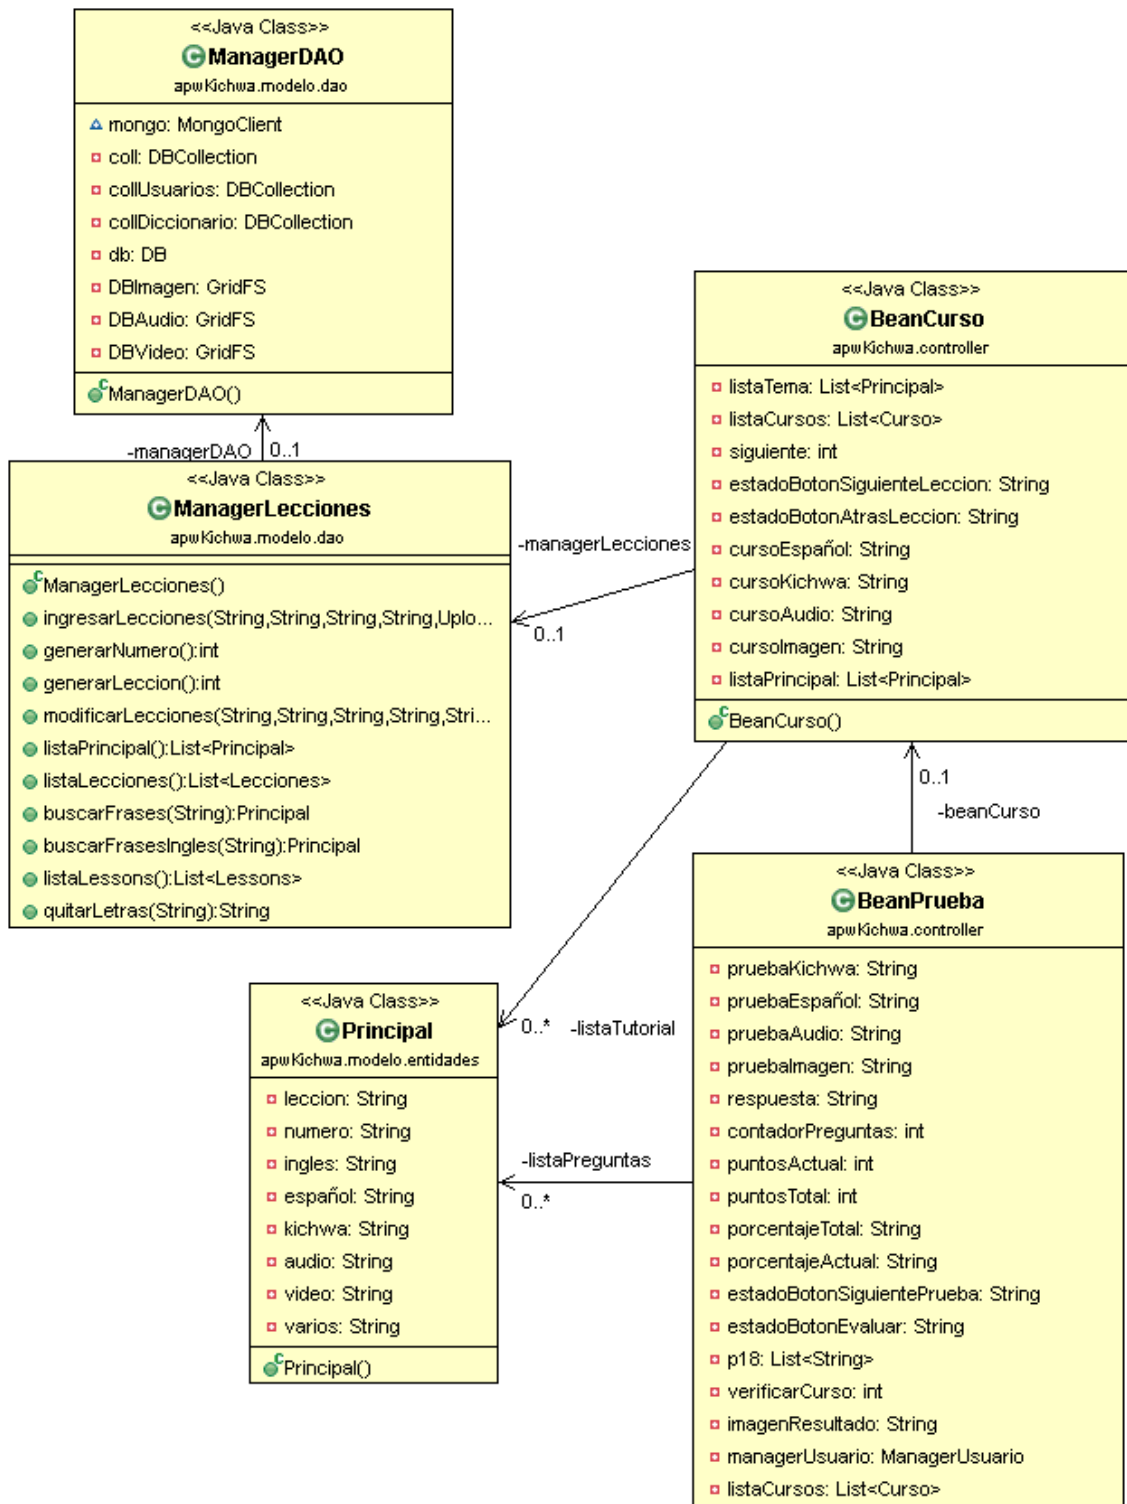 <<Java Class>>
ManagerDAO
apwKichwa.modelo.dao
mongo: MongoClient
coll: DBCollection
collUsuarios: DBCollection
collDiccionario: DBCollection
db: DB
DBImagen: GridFS
DBAudio: GridFS
DBVideo: GridFS
ManagerDAO()
-managerDAO
0..1
<<Java Class>>
ManagerLecciones
apwKichwa.modelo.dao
ManagerLecciones()
ingresarLecciones(String,String,String,String,Uplo...
generarNumero():int
generarLeccion():int
modificarLecciones(String,String,String,String,Stri...
listaPrincipal():List<Principal>
listaLecciones():List<Lecciones>
buscarFrases(String):Principal
buscarFrasesIngles(String):Principal
listaLessons():List<Lessons>
quitarLetras(String):String
-managerLecciones
0..1
<<Java Class>>
BeanCurso
apwKichwa.controller
listaTema: List<Principal>
listaCursos: List<Curso>
siguiente: int
estadoBotonSiguienteLeccion: String
estadoBotonAtrasLeccion: String
cursoEspañol: String
cursoKichwa: String
cursoAudio: String
cursoImagen: String
listaPrincipal: List<Principal>
BeanCurso()
0..1
-beanCurso
0..*
-listaTutorial
<<Java Class>>
Principal
apwKichwa.modelo.entidades
leccion: String
numero: String
ingles: String
español: String
kichwa: String
audio: String
video: String
varios: String
Principal()
-listaPreguntas
0..*
<<Java Class>>
BeanPrueba
apwKichwa.controller
pruebaKichwa: String
pruebaEspañol: String
pruebaAudio: String
pruebaImagen: String
respuesta: String
contadorPreguntas: int
puntosActual: int
puntosTotal: int
porcentajeTotal: String
porcentajeActual: String
estadoBotonSiguientePrueba: String
estadoBotonEvaluar: String
p18: List<String>
verificarCurso: int
imagenResultado: String
managerUsuario: ManagerUsuario
listaCursos: List<Curso>